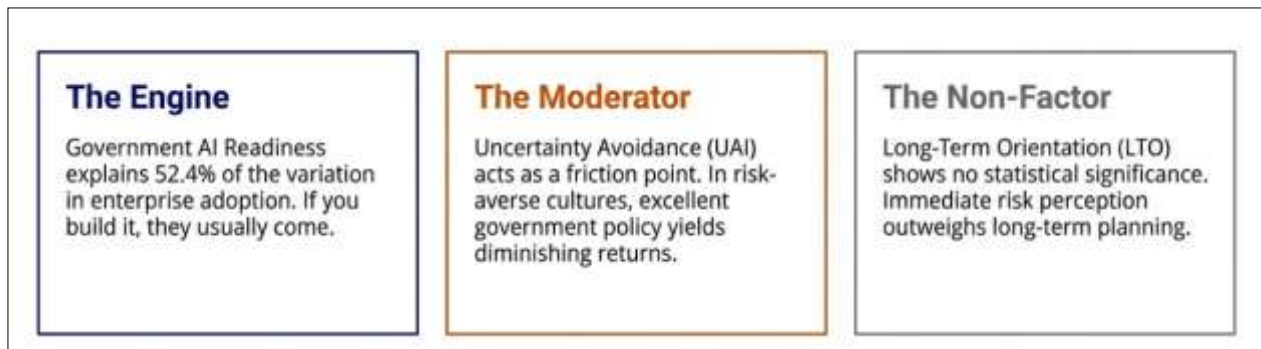 The Engine
Government AI Readiness
explains 52.4% of the variation
in enterprise adoption. If you
build it, they usually come.
The Moderator
Uncertainty Avoidance (UAI)
acts as a friction point. In risk-
averse cultures, excellent
government policy yields
diminishing returns.
The Non-Factor
Long-Term Orientation (LTO)
shows no statistical significance.
Immediate risk perception
outweighs long-term planning.